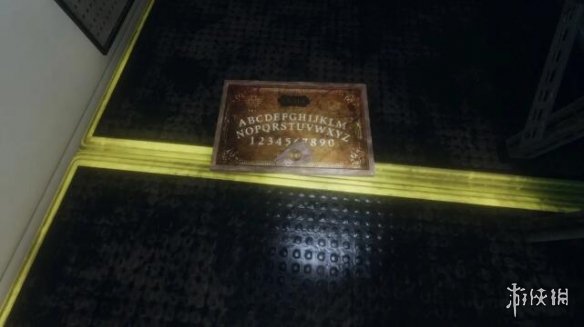 ABCDEFGHIJKLM
NOPQRSTUVWXYZ
1234567890
游侠网